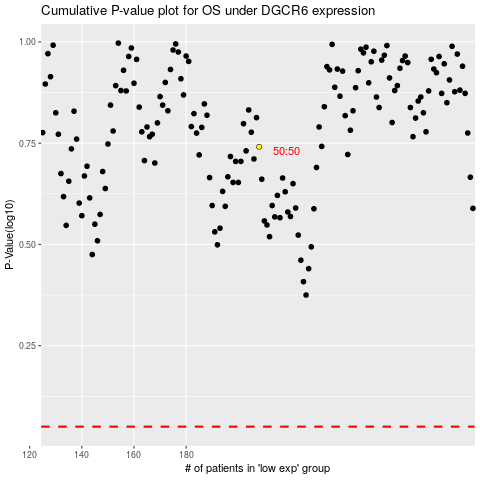 Cumulative P-value plot for OS under DGCR6 expression
P-Value(log10)
1.00
0.75
0.50
0.25
50:50
120 140 160 180
# of patients in 'low exp' group